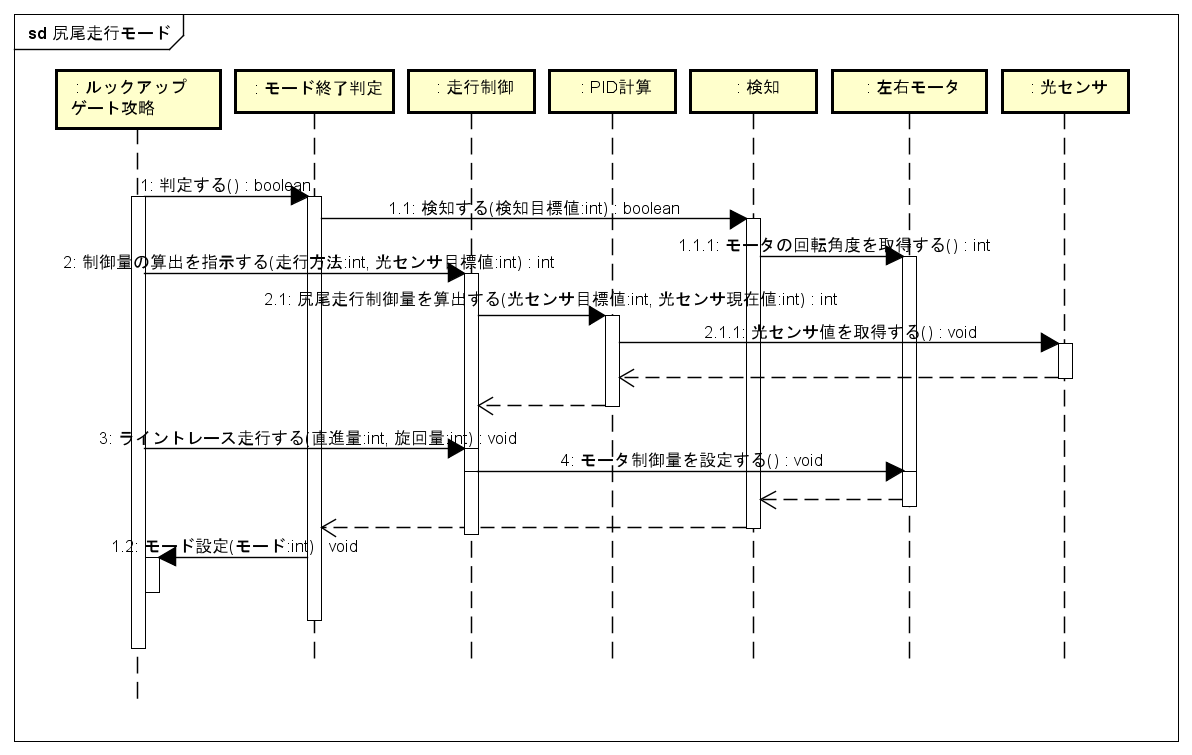 sd 尻尾走行モード
: ルックアップ
ゲート攻略
: モード終了判定
: 走行制御
: PID計算
: 検知
: 左右モータ
: 光センサ
1: 判定する() : boolean
1.1: 検知する(検知目標値:int) : boolean
1.1.1: モータの回転角度を取得する() : int
2: 制御量の算出を指示する(走行方法:int, 光センサ目標値:int) : int
2.1: 尻尾走行制御量を算出する(光センサ目標値:int, 光センサ現在値:int) : int
2.1.1: 光センサ値を取得する() : void
3: ライントレース走行する(直進量:int, 旋回量:int) : void
4: モータ制御量を設定する() : void
1.2: モード設定(モード:int) : void